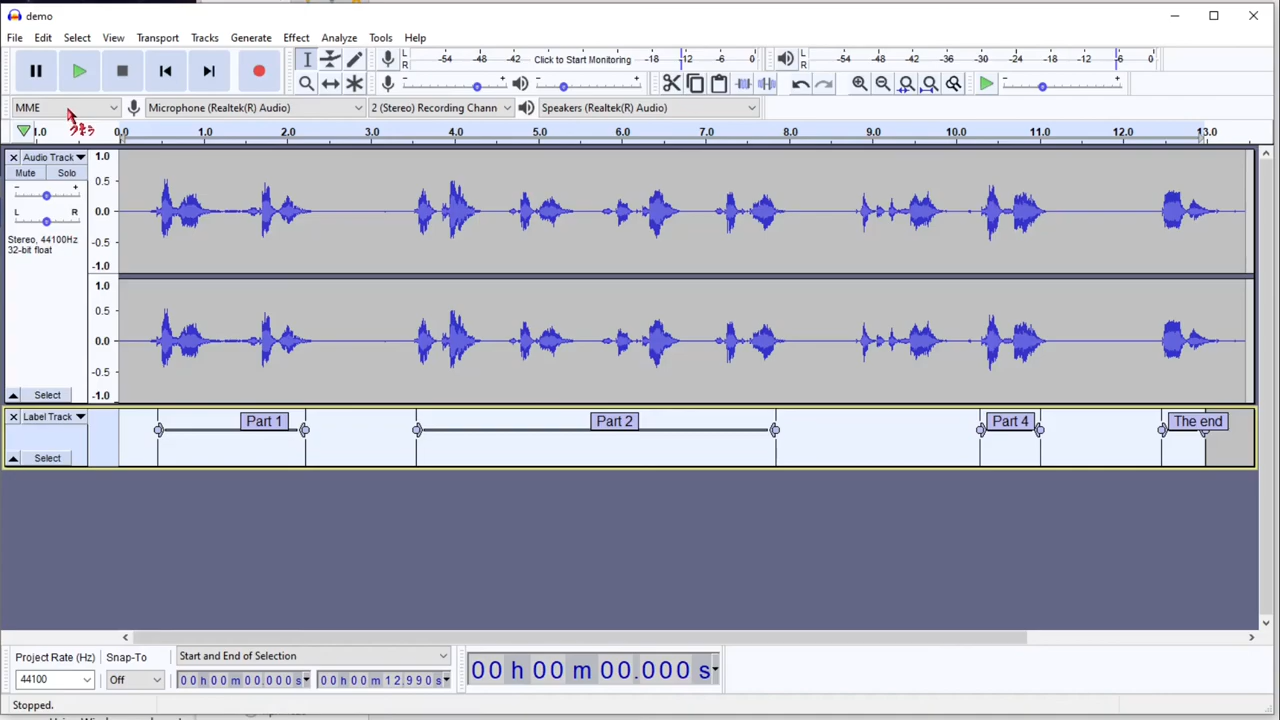 demo
File Edit Select View Transport Tracks Generate Effect Analyze Tools Help
L R -54 -48 -42 Click to Start Monitoring -18 -12 -6 0 L R -54 -48 -42 -36 -30 -24 -18 -12 -6 0
- + - + - +
MME Microphone (Realtek(R) Audio) 2 (Stereo) Recording Chann Speakers (Realtek(R) Audio)
1.0 0.0 1.0 2.0 3.0 4.0 5.0 6.0 7.0 8.0 9.0 10.0 11.0 12.0 13.0
Audio Track 1.0
Mute Solo
- + 0.5
L R 0.0
Stereo, 44100Hz -0.5
32-bit float
-1.0
1.0
0.5
0.0
-0.5
Select -1.0
Label Track Part 1 Part 2 Part 4 The end
Select
Project Rate (Hz) Snap-To Start and End of Selection
44100 Off 00 h 00 m 00.000 s 00 h 00 m 12.990 s 00 h 00 m 00.000 s
Stopped.